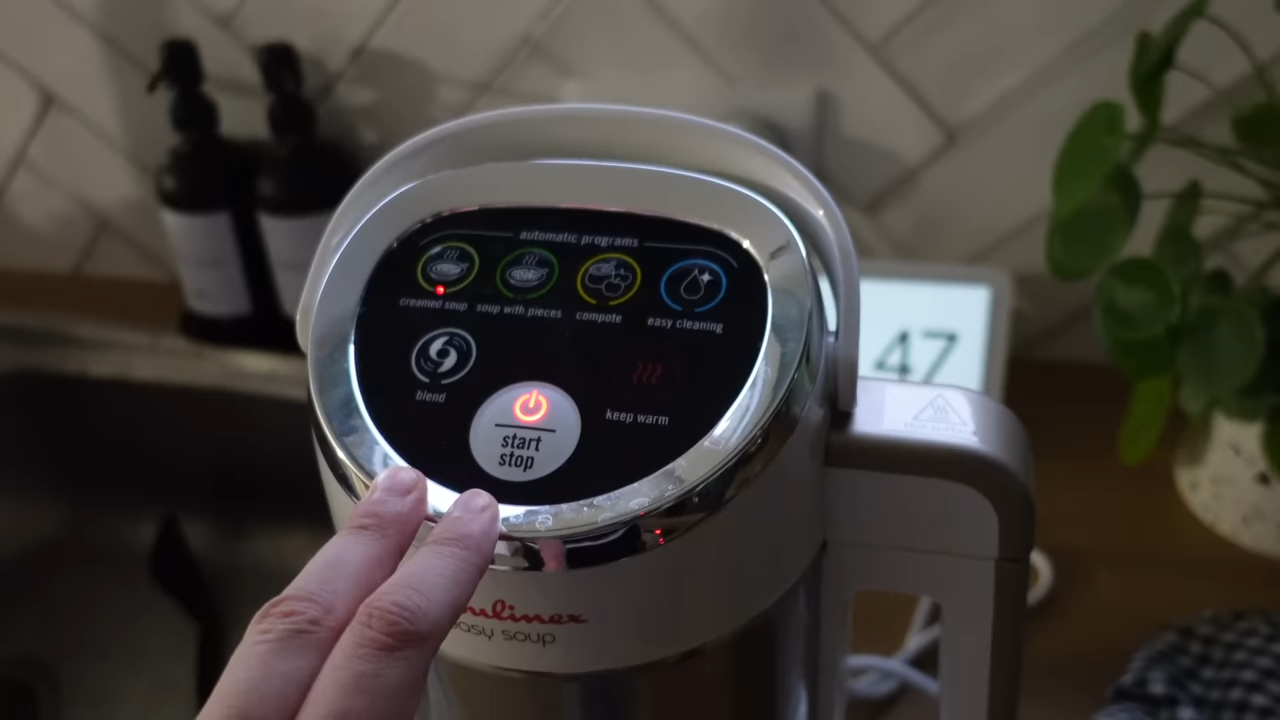 automatic programs
creamed soup
soup with pieces
compote
easy cleaning
blend
keep warm
start
stop
47
easy soup